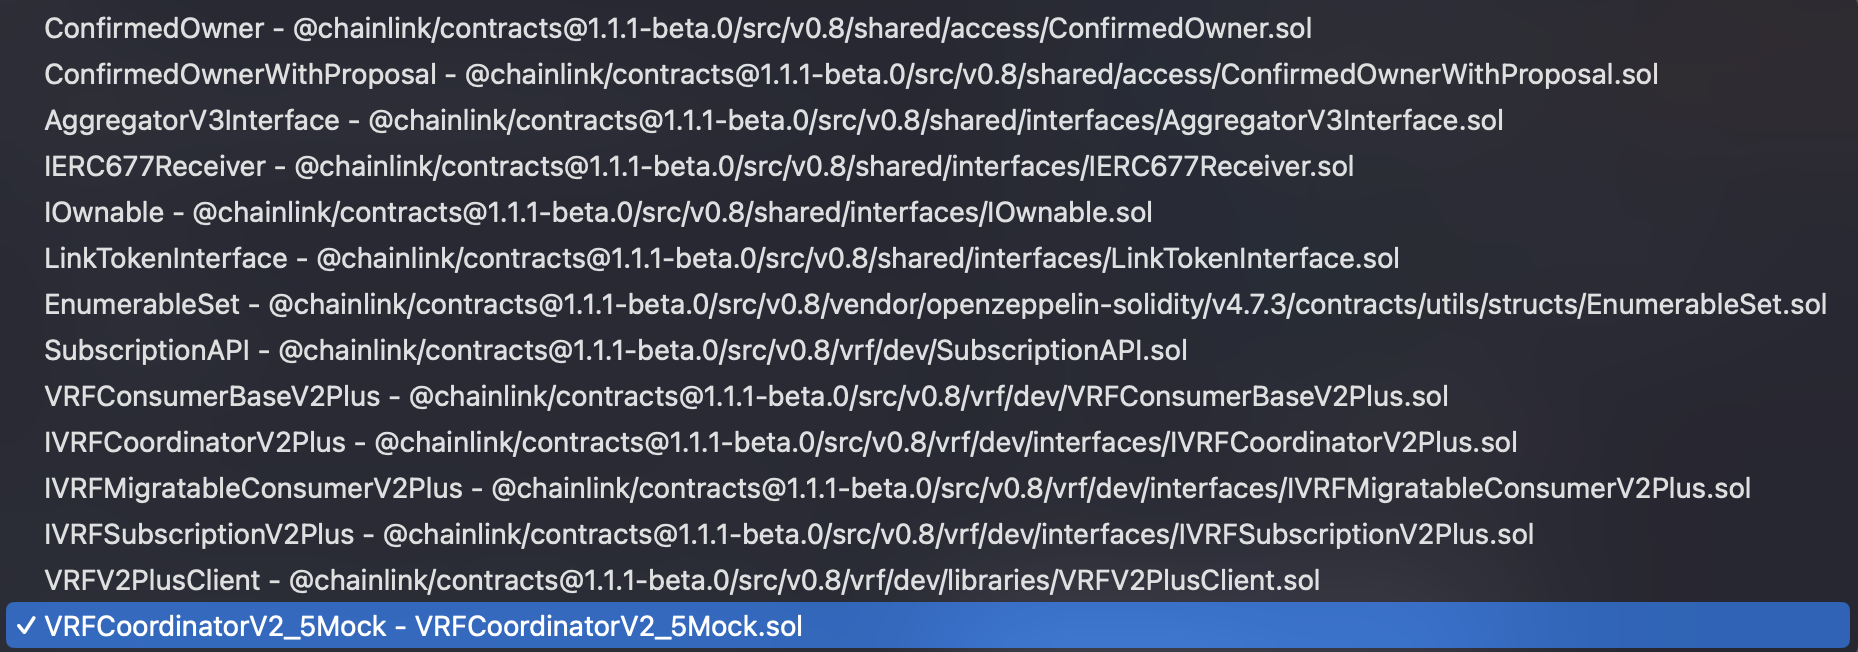 ConfirmedOwner - @chainlink/contracts@1.1.1-beta.0/src/v0.8/shared/access/ConfirmedOwner.sol
ConfirmedOwnerWithProposal - @chainlink/contracts@1.1.1-beta.0/src/v0.8/shared/access/ConfirmedOwnerWithProposal.sol
AggregatorV3Interface - @chainlink/contracts@1.1.1-beta.0/src/v0.8/shared/interfaces/AggregatorV3Interface.sol
IERC677Receiver - @chainlink/contracts@1.1.1-beta.0/src/v0.8/shared/interfaces/IERC677Receiver.sol
IOwnable - @chainlink/contracts@1.1.1-beta.0/src/v0.8/shared/interfaces/IOwnable.sol
LinkTokenInterface - @chainlink/contracts@1.1.1-beta.0/src/v0.8/shared/interfaces/LinkTokenInterface.sol
EnumerableSet - @chainlink/contracts@1.1.1-beta.0/src/v0.8/vendor/openzeppelin-solidity/v4.7.3/contracts/utils/structs/EnumerableSet.sol
SubscriptionAPI - @chainlink/contracts@1.1.1-beta.0/src/v0.8/vrf/dev/SubscriptionAPI.sol
VRFConsumerBaseV2Plus - @chainlink/contracts@1.1.1-beta.0/src/v0.8/vrf/dev/VRFConsumerBaseV2Plus.sol
IVRFCoordinatorV2Plus - @chainlink/contracts@1.1.1-beta.0/src/v0.8/vrf/dev/interfaces/IVRFCoordinatorV2Plus.sol
IVRFMigratableConsumerV2Plus - @chainlink/contracts@1.1.1-beta.0/src/v0.8/vrf/dev/interfaces/IVRFMigratableConsumerV2Plus.sol
IVRFSubscriptionV2Plus - @chainlink/contracts@1.1.1-beta.0/src/v0.8/vrf/dev/interfaces/IVRFSubscriptionV2Plus.sol
VRFV2PlusClient - @chainlink/contracts@1.1.1-beta.0/src/v0.8/vrf/dev/libraries/VRFV2PlusClient.sol
✓ VRFCoordinatorV2_5Mock - VRFCoordinatorV2_5Mock.sol